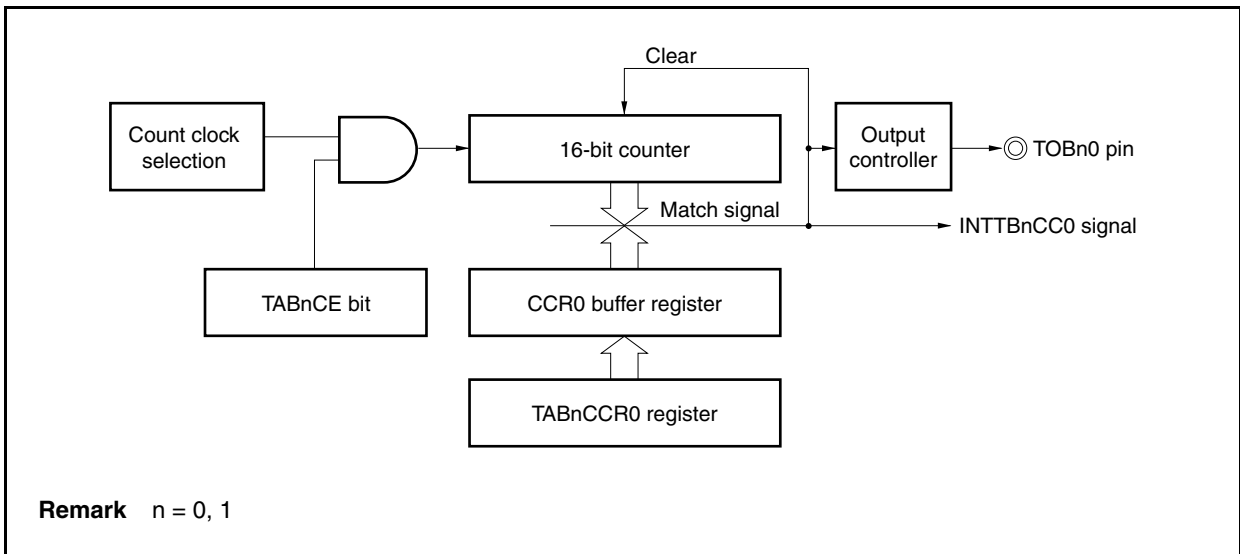 Clear
Count clock
selection
16-bit counter
Output
controller
TOBn0 pin
Match signal
INTTBnCC0 signal
TABnCE bit
CCR0 buffer register
TABnCCR0 register
Remark n = 0, 1